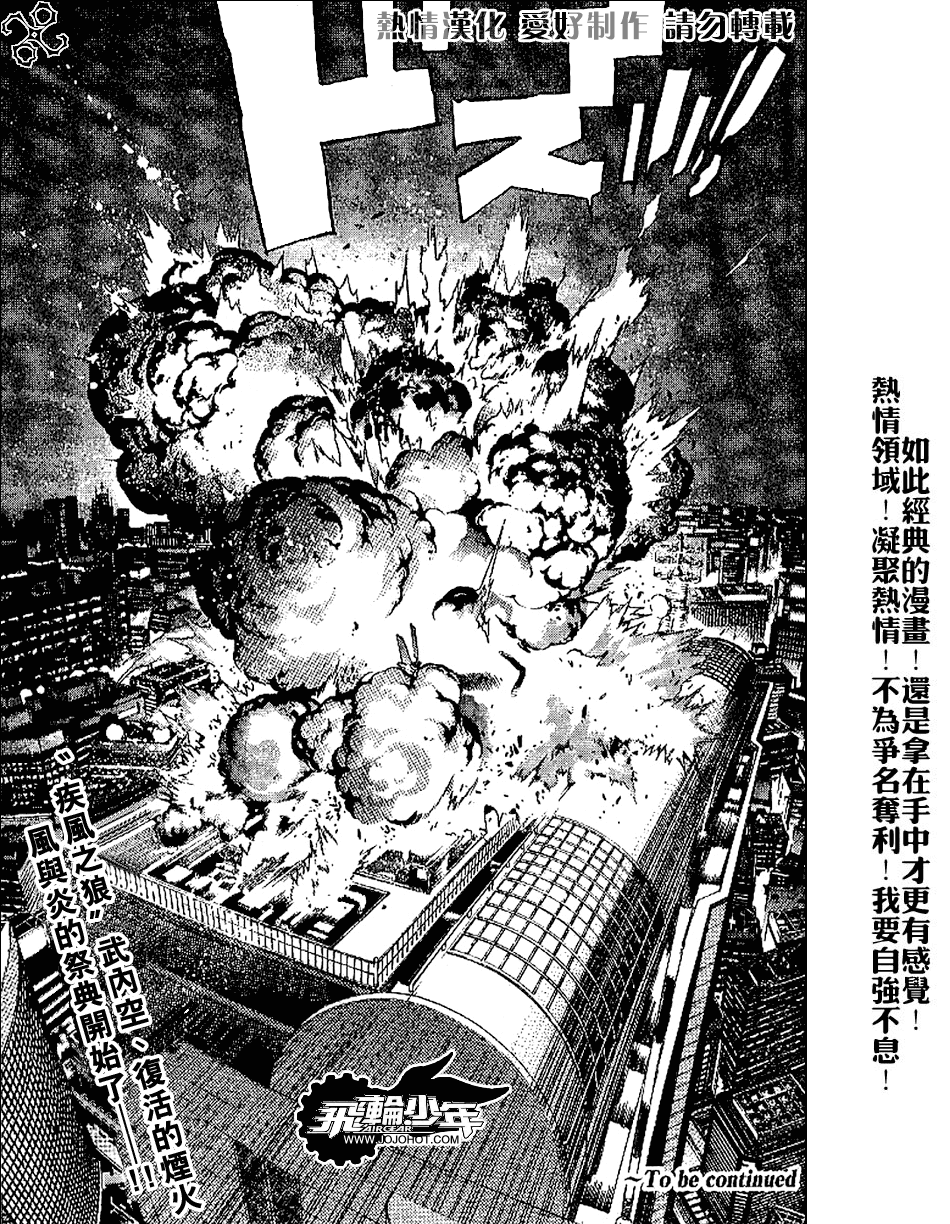 熱情漢化 愛好制作 請勿轉載
ドズ
如此經典的漫畫！還是拿在手中才更有感覺！
熱情領域！凝聚熱情！不為爭名奪利！我要自強不息！
〝疾風之狼〞武內空、復活的煙火
風與炎的祭典開始了——!!
飛輪少年
AIRGEAR
WWW.JOJOHOT.COM
~To be continued